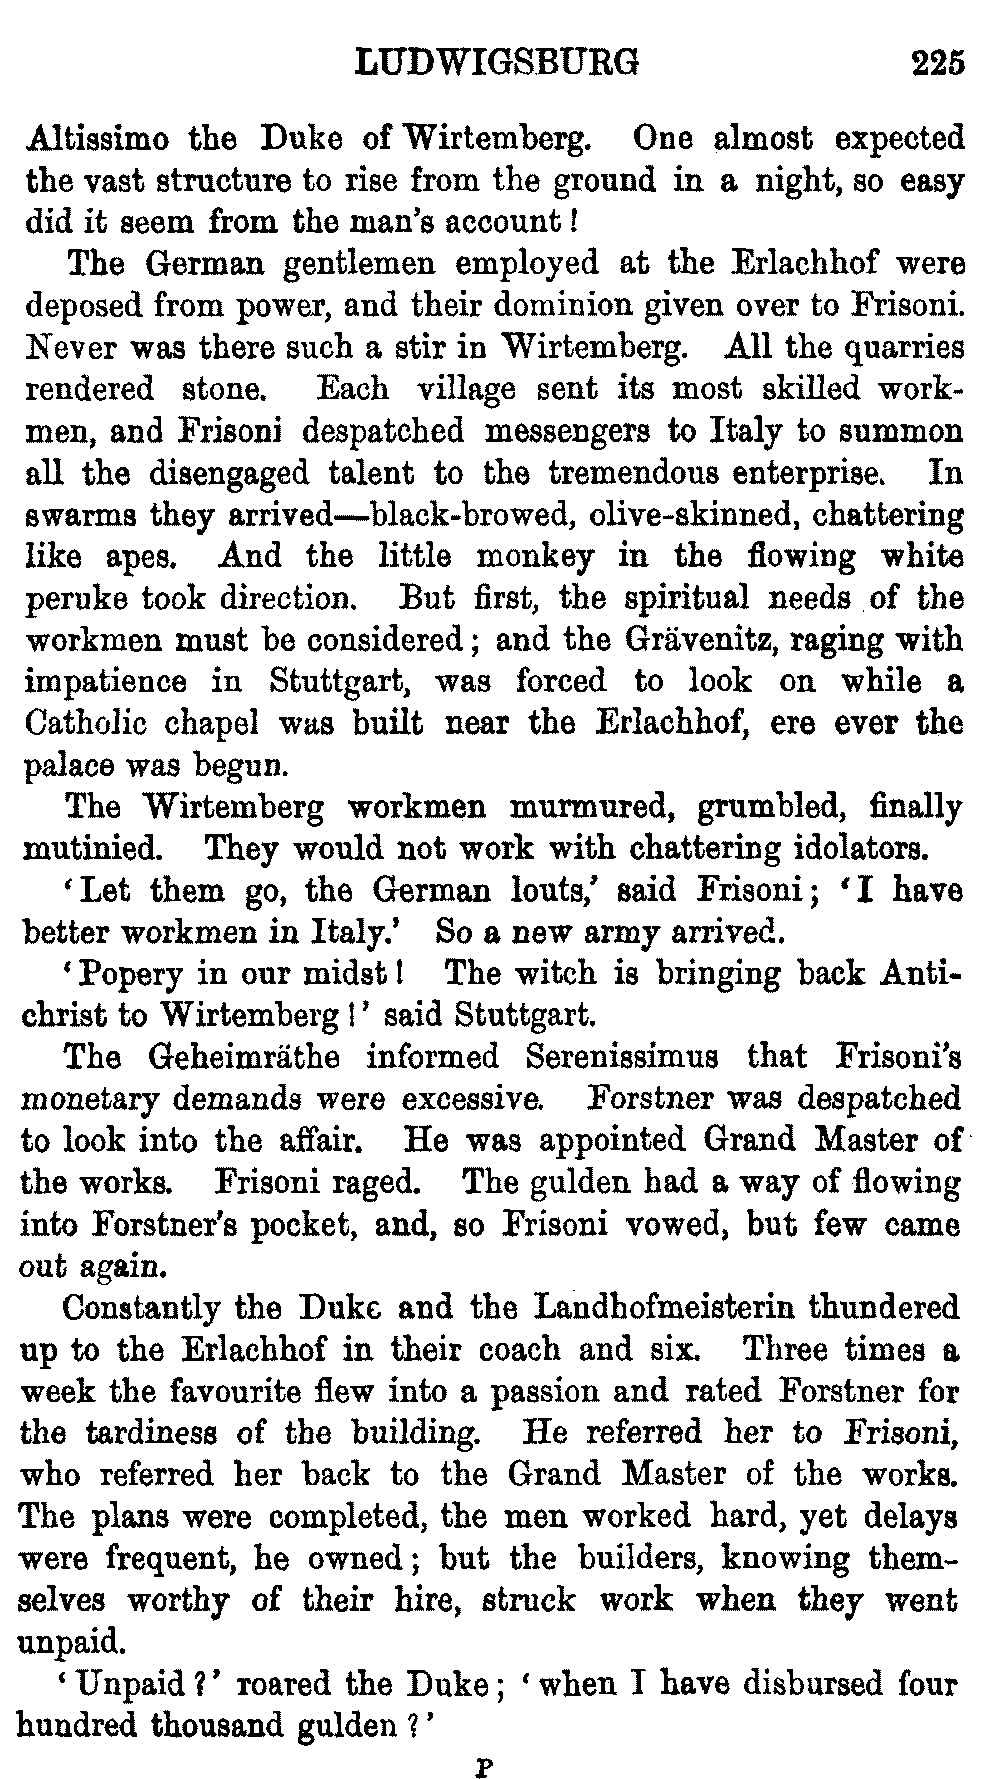 LUDWIGSBURG 225
Altissimo the Duke of Wirtemberg. One almost expected
the vast structure to rise from the ground in a night, so easy
did it seem from the man's account!
The German gentlemen employed at the Erlachhof were
deposed from power, and their dominion given over to Frisoni.
Never was there such a stir in Wirtemberg. All the quarries
rendered stone. Each village sent its most skilled work-
men, and Frisoni despatched messengers to Italy to summon
all the disengaged talent to the tremendous enterprise. In
swarms they arrived—black-browed, olive-skinned, chattering
like apes. And the little monkey in the flowing white
peruke took direction. But first, the spiritual needs of the
workmen must be considered; and the Grävenitz, raging with
impatience in Stuttgart, was forced to look on while a
Catholic chapel was built near the Erlachhof, ere ever the
palace was begun.
The Wirtemberg workmen murmured, grumbled, finally
mutinied. They would not work with chattering idolators.
'Let them go, the German louts,' said Frisoni; 'I have
better workmen in Italy.' So a new army arrived.
'Popery in our midst! The witch is bringing back Anti-
christ to Wirtemberg!' said Stuttgart.
The Geheimräthe informed Serenissimus that Frisoni's
monetary demands were excessive. Forstner was despatched
to look into the affair. He was appointed Grand Master of
the works. Frisoni raged. The gulden had a way of flowing
into Forstner's pocket, and, so Frisoni vowed, but few came
out again.
Constantly the Duke and the Landhofmeisterin thundered
up to the Erlachhof in their coach and six. Three times a
week the favourite flew into a passion and rated Forstner for
the tardiness of the building. He referred her to Frisoni,
who referred her back to the Grand Master of the works.
The plans were completed, the men worked hard, yet delays
were frequent, he owned; but the builders, knowing them-
selves worthy of their hire, struck work when they went
unpaid.
'Unpaid?' roared the Duke; 'when I have disbursed four
hundred thousand gulden?'
P